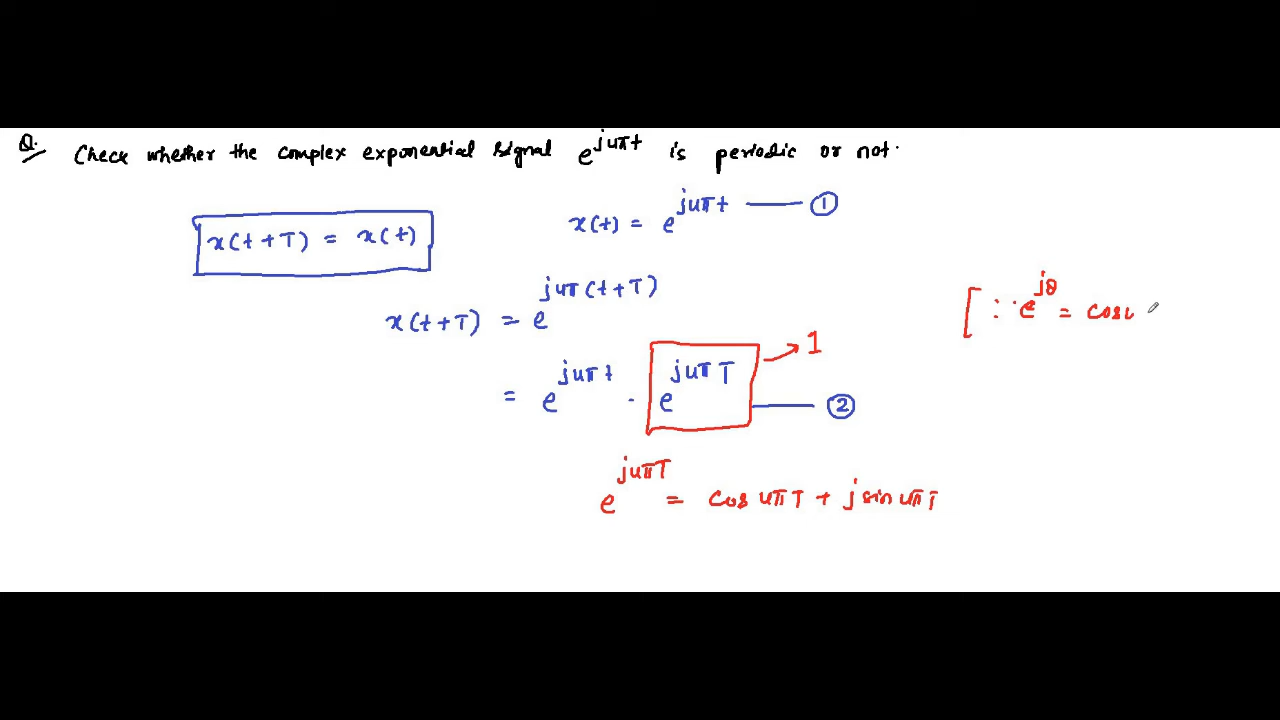 Q. Check whether the complex exponential signal e^{j4πt} is periodic or not.
x(t) = e^{j4πt} —— ①
x(t+T) = x(t)
x(t+T) = e^{j4π(t+T)}
[∵ e^{jθ} = cos
= e^{j4πt} · e^{j4πT} → 1 —— ②
e^{j4πT} = cos 4πT + j sin 4πT